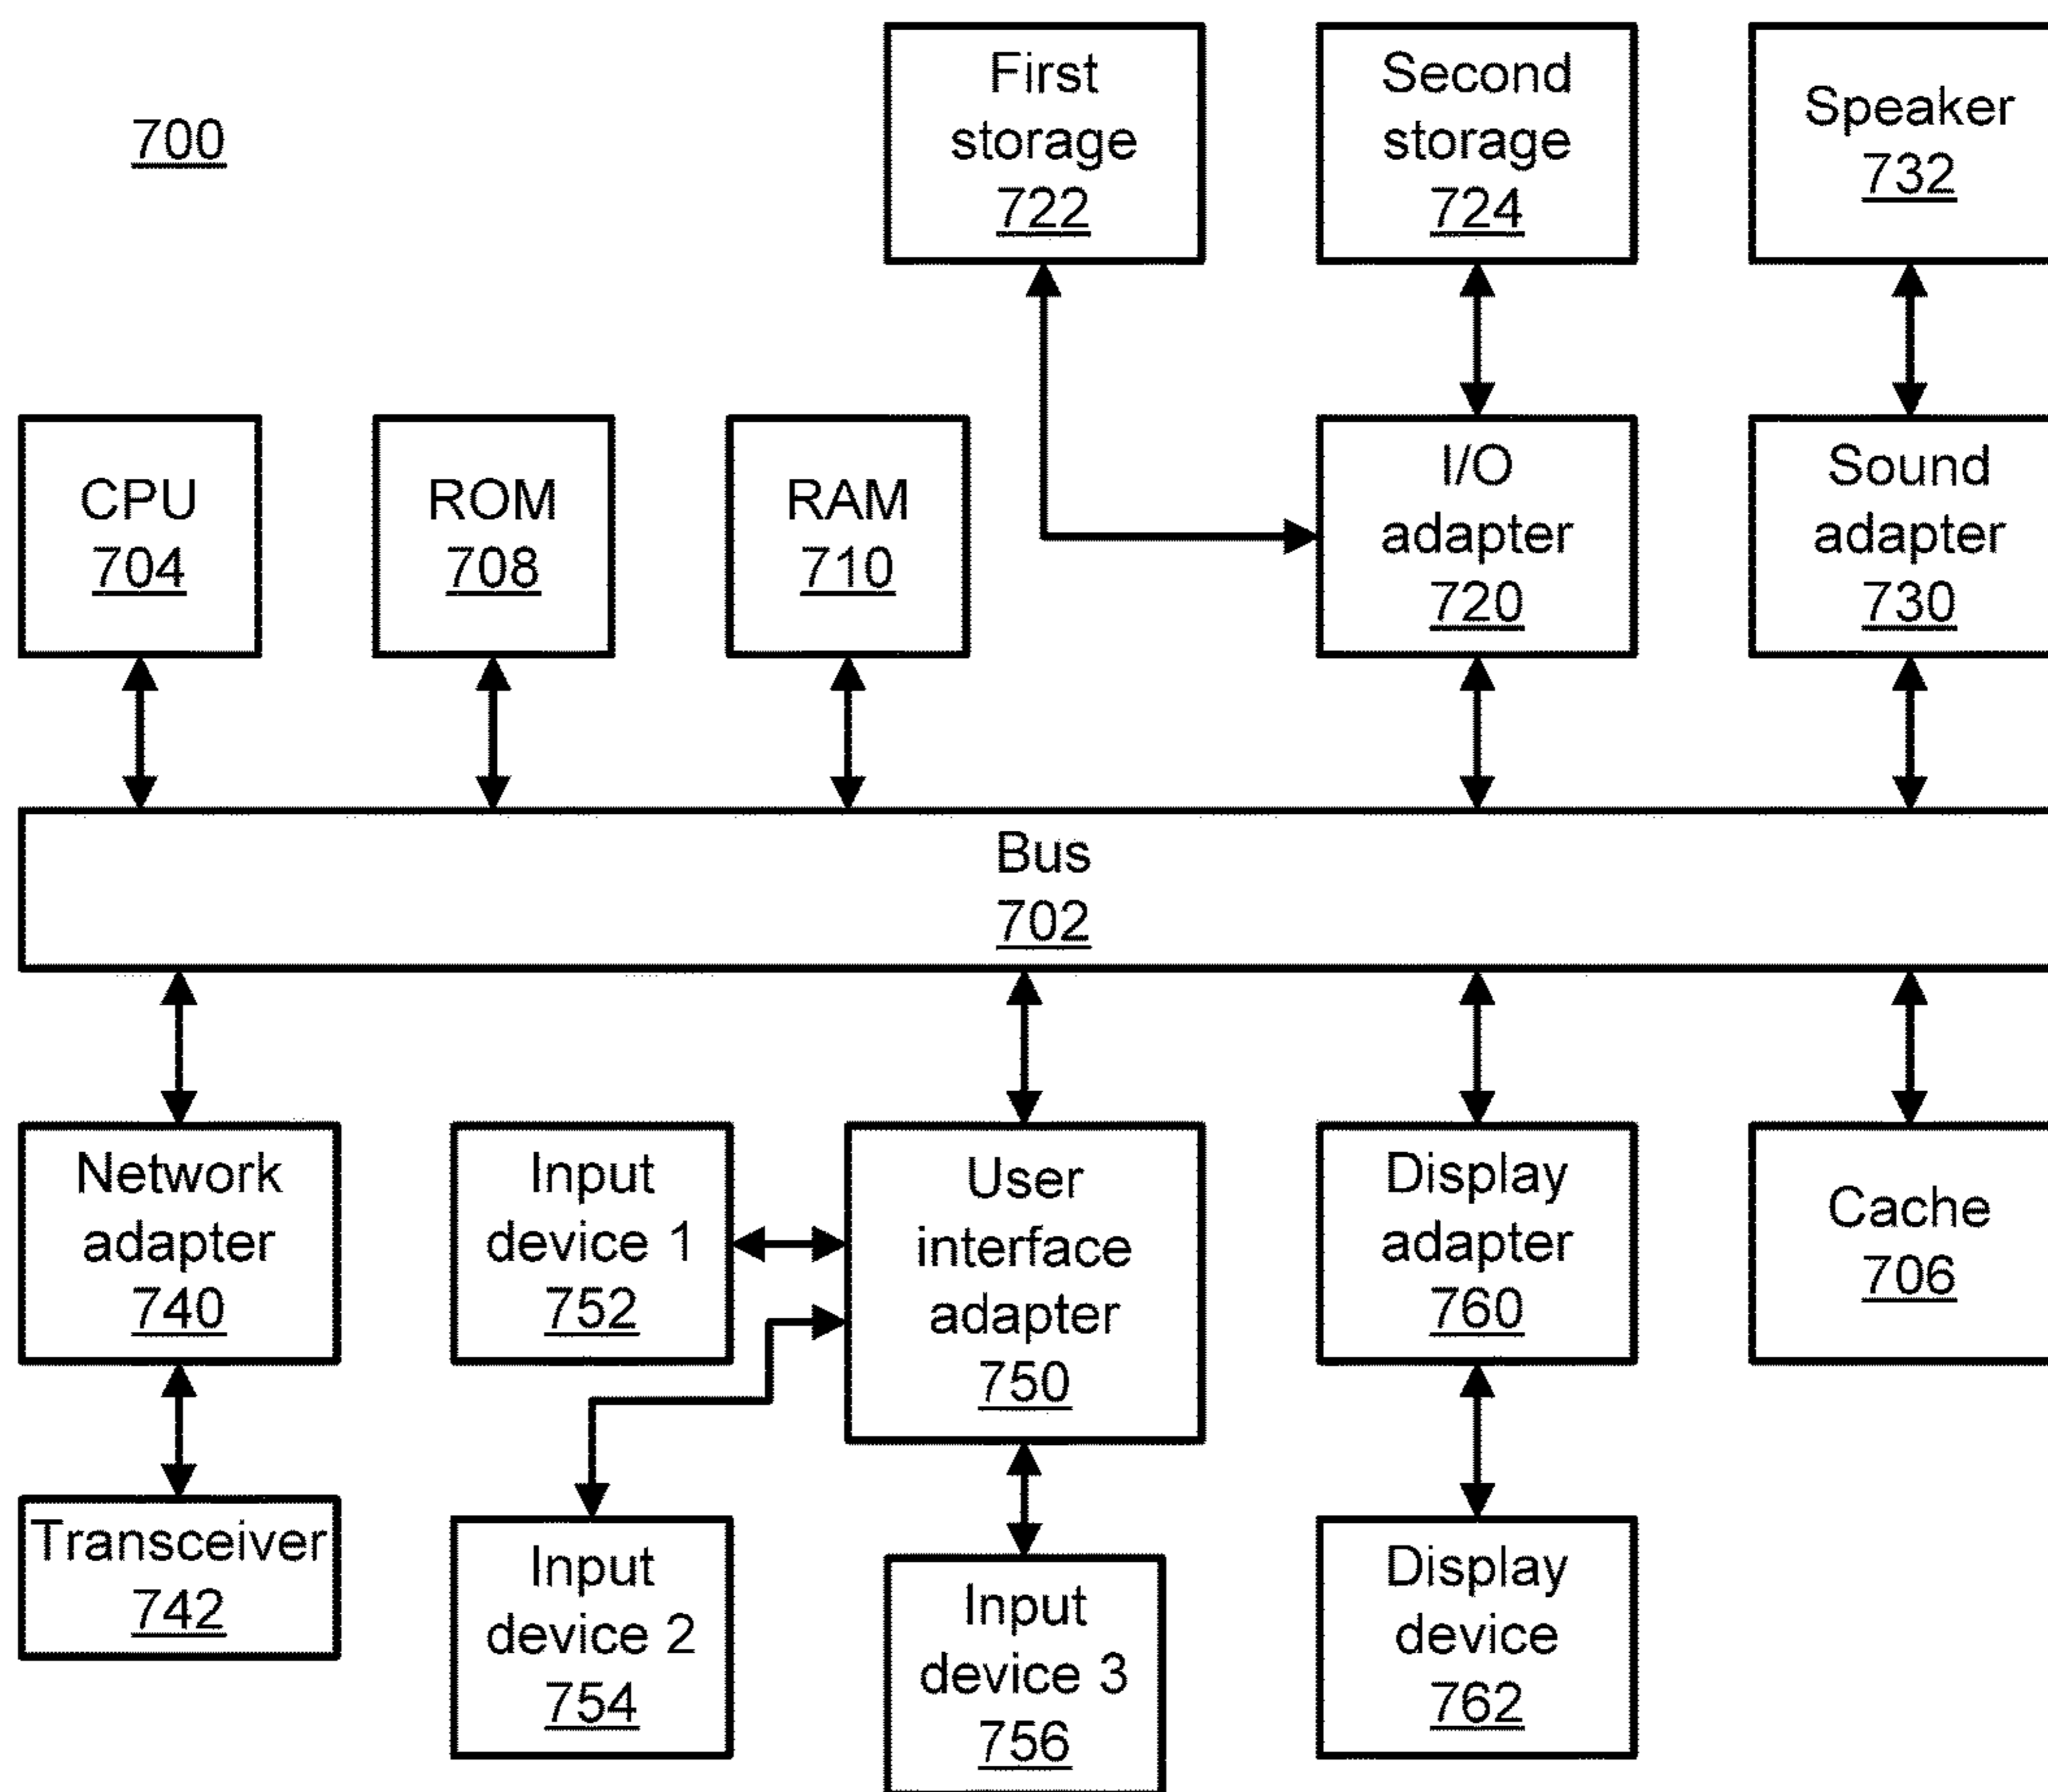 700
First
storage
722
Second
storage
724
Speaker
732
CPU
704
ROM
708
RAM
710
I/O
adapter
720
Sound
adapter
730
Bus
702
Network
adapter
740
Input
device 1
752
User
interface
adapter
750
Display
adapter
760
Cache
706
Transceiver
742
Input
device 2
754
Input
device 3
756
Display
device
762